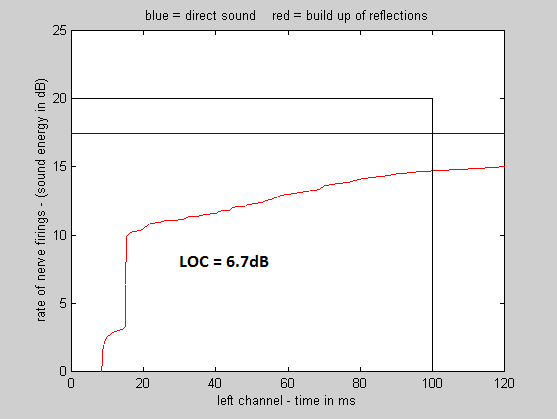 blue = direct sound    red = build up of reflections
25
20
15
10
5
0
rate of nerve firings - (sound energy in dB)
LOC = 6.7dB
0 20 40 60 80 100 120
left channel - time in ms